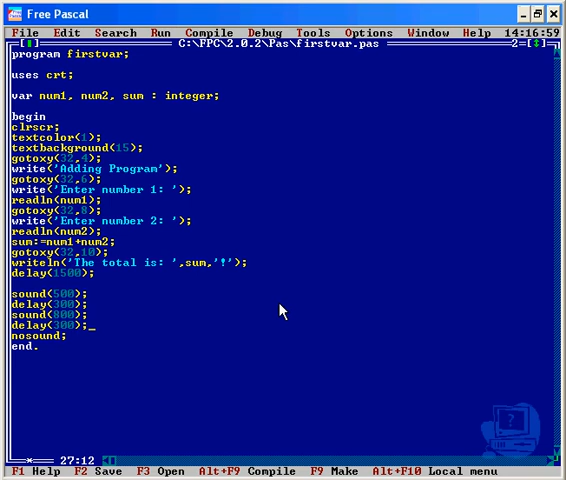 Free Pascal
File Edit Search Run Compile Debug Tools Options Window Help 14:16:59
C:\FPC\2.0.2\Pas\firstvar.pas 2=[↕]
program firstvar;
uses crt;
var num1, num2, sum : integer;
begin
clrscr;
textcolor(1);
textbackground(15);
gotoxy(32,4);
write('Adding Program');
gotoxy(32,6);
write('Enter number 1: ');
readln(num1);
gotoxy(32,8);
write('Enter number 2: ');
readln(num2);
sum:=num1+num2;
gotoxy(32,10);
writeln('The total is: ',sum,'!');
delay(1500);
sound(500);
delay(300);
sound(800);
delay(300);_
nosound;
end.
* 27:12
F1 Help F2 Save F3 Open Alt+F9 Compile F9 Make Alt+F10 Local menu